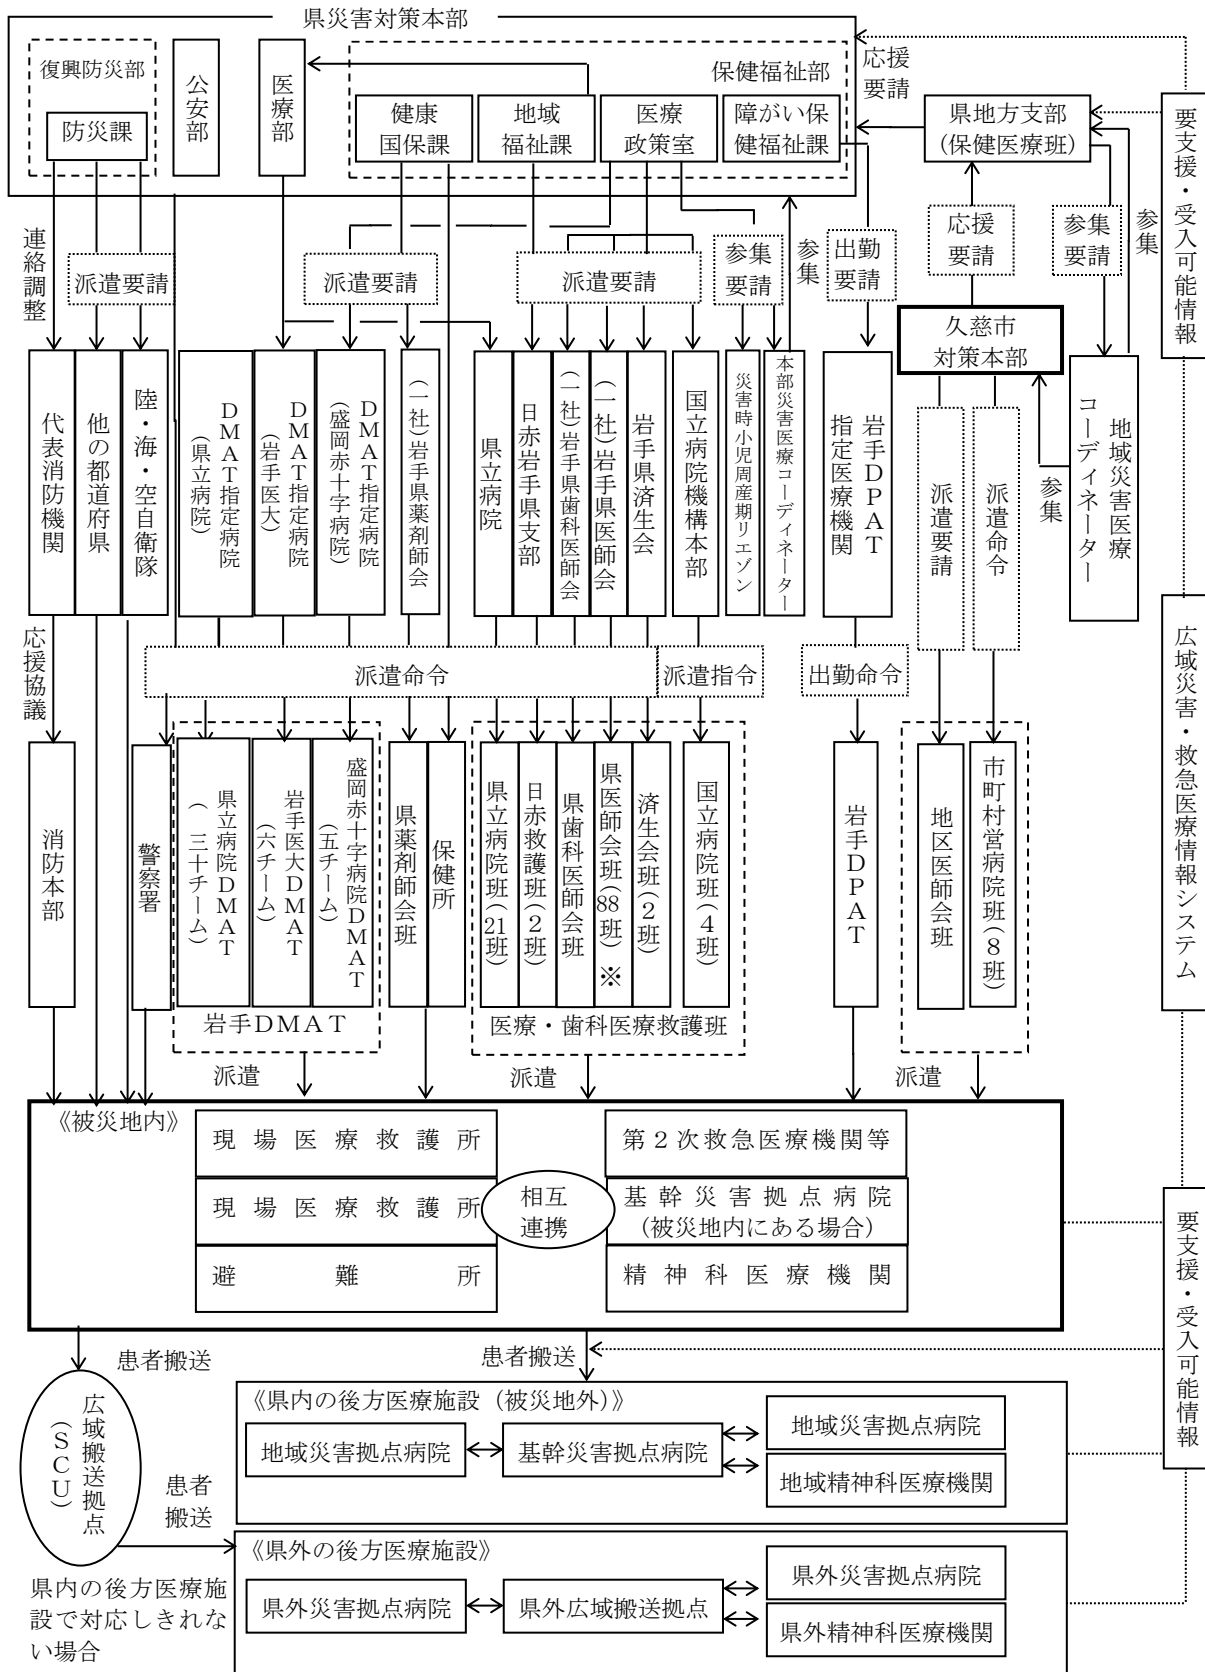 県災害対策本部
復興防災部
防災課
公安部
医療部
保健福祉部
健康
国保課
地域
福祉課
医療
政策室
障がい保
健福祉課
応援
要請
県地方支部
(保健医療班)
要支援・受入可能情報
連絡調整
派遣要請
派遣要請
派遣要請
参集
要請
参集
出勤
要請
応援
要請
参集
要請
参集
久慈市
対策本部
代表消防機関
他の都道府県
陸・海・空自衛隊
DMAT指定病院
(県立病院)
DMAT指定病院
(岩手医大)
DMAT指定病院
(盛岡赤十字病院)
(一社)岩手県薬剤師会
県立病院
日赤岩手県支部
(一社)岩手県歯科医師会
(一社)岩手県医師会
岩手県済生会
国立病院機構本部
災害時小児周産期リエゾン
本部災害医療コーディネーター
岩手DPAT
指定医療機関
派遣要請
派遣命令
参集
地域災害医療
コーディネーター
応援協議
派遣命令
派遣指令
出勤命令
広域災害・救急医療情報システム
消防本部
警察署
県立病院DMAT
(三十チーム)
岩手医大DMAT
(六チーム)
盛岡赤十字病院DMAT
(五チーム)
岩手DMAT
県薬剤師会班
保健所
県立病院班(21班)
日赤救護班(2班)
県歯科医師会班
県医師会班(88班)※
済生会班(2班)
国立病院班(4班)
医療・歯科医療救護班
岩手DPAT
地区医師会班
市町村営病院班(8班)
派遣
派遣
派遣
《被災地内》
現場医療救護所
現場医療救護所
避難所
相互
連携
第2次救急医療機関等
基幹災害拠点病院
(被災地内にある場合)
精神科医療機関
要支援・受入可能情報
患者搬送
患者搬送
広域搬送拠点
(SCU)
患者
搬送
県内の後方医療施
設で対応しきれな
い場合
《県内の後方医療施設(被災地外)》
地域災害拠点病院
基幹災害拠点病院
地域災害拠点病院
地域精神科医療機関
《県外の後方医療施設》
県外災害拠点病院
県外広域搬送拠点
県外災害拠点病院
県外精神科医療機関